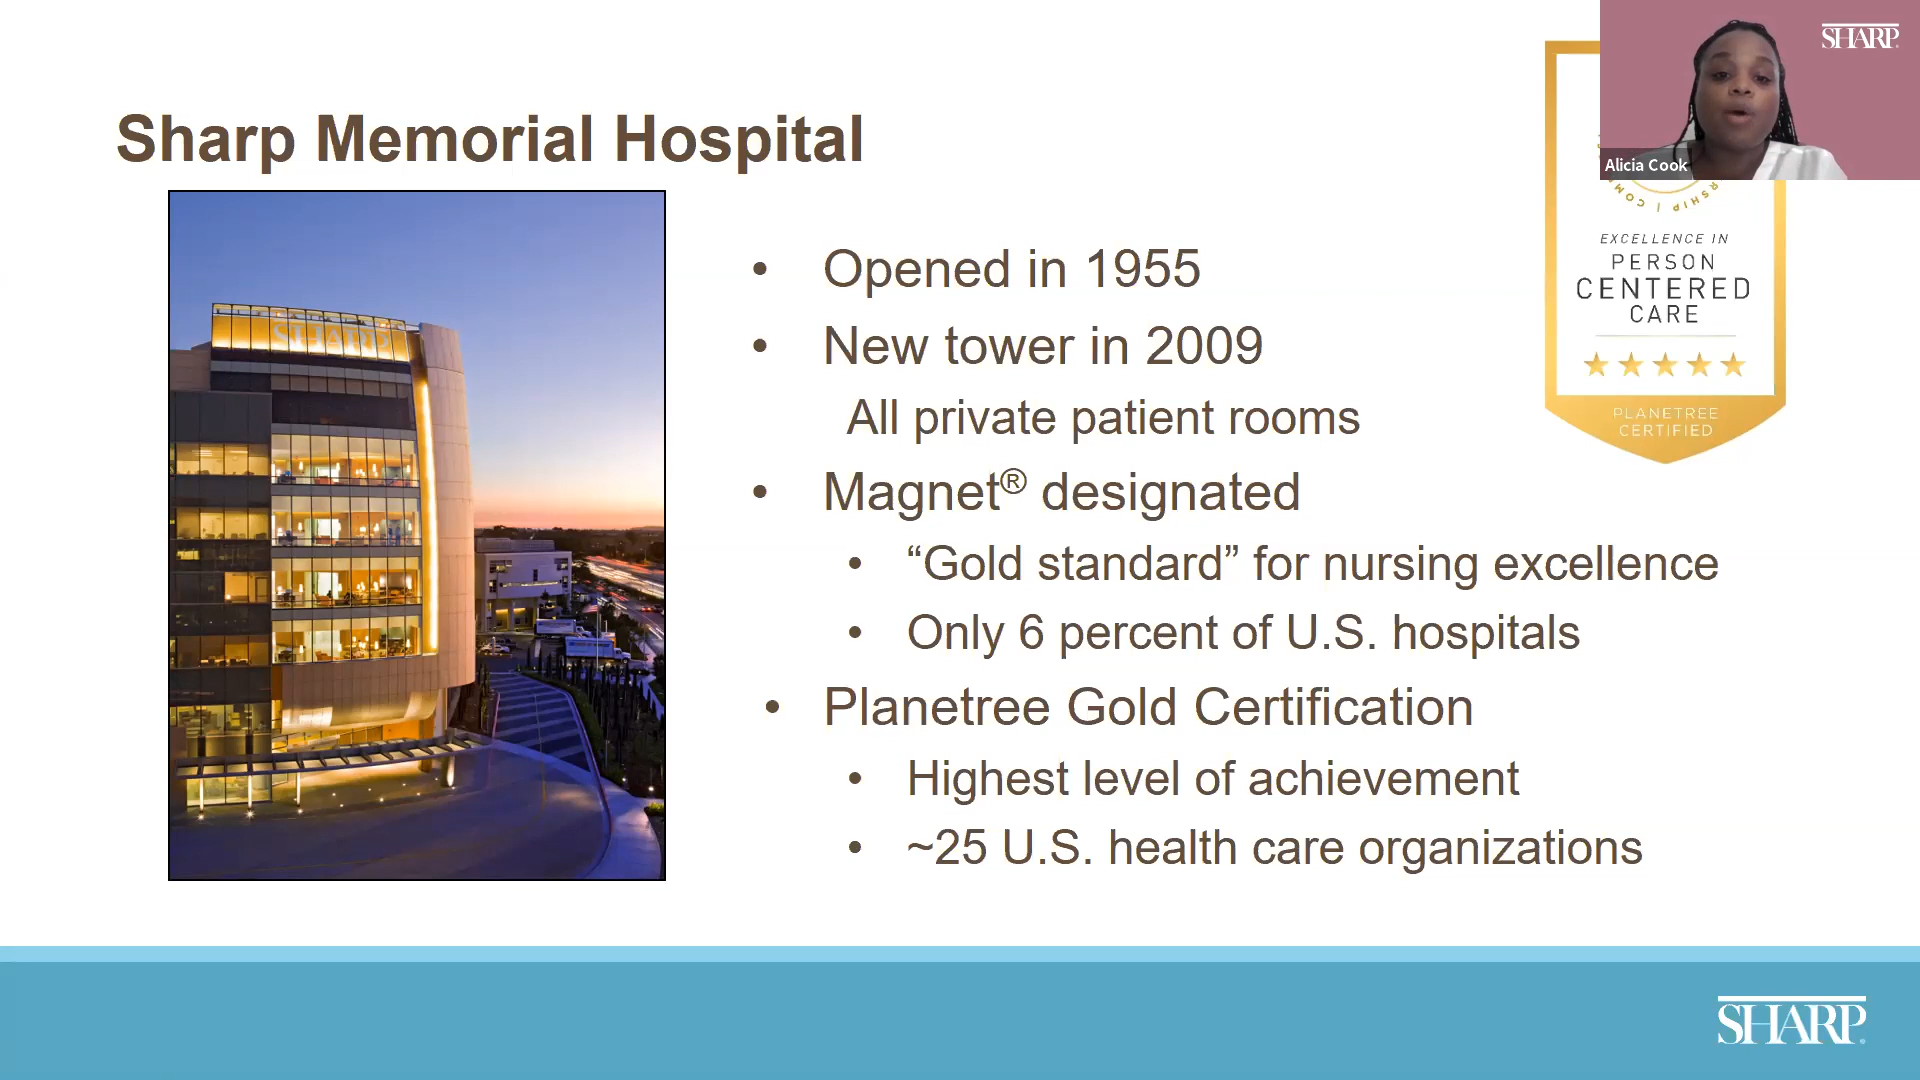 Sharp Memorial Hospital
SHARP
• Opened in 1955
• New tower in 2009
All private patient rooms
• Magnet® designated
• “Gold standard” for nursing excellence
• Only 6 percent of U.S. hospitals
• Planetree Gold Certification
• Highest level of achievement
• ~25 U.S. health care organizations
SHARP
Alicia Cook
EXCELLENCE IN
PERSON
CENTERED
CARE
PLANETREE
CERTIFIED
SHARP